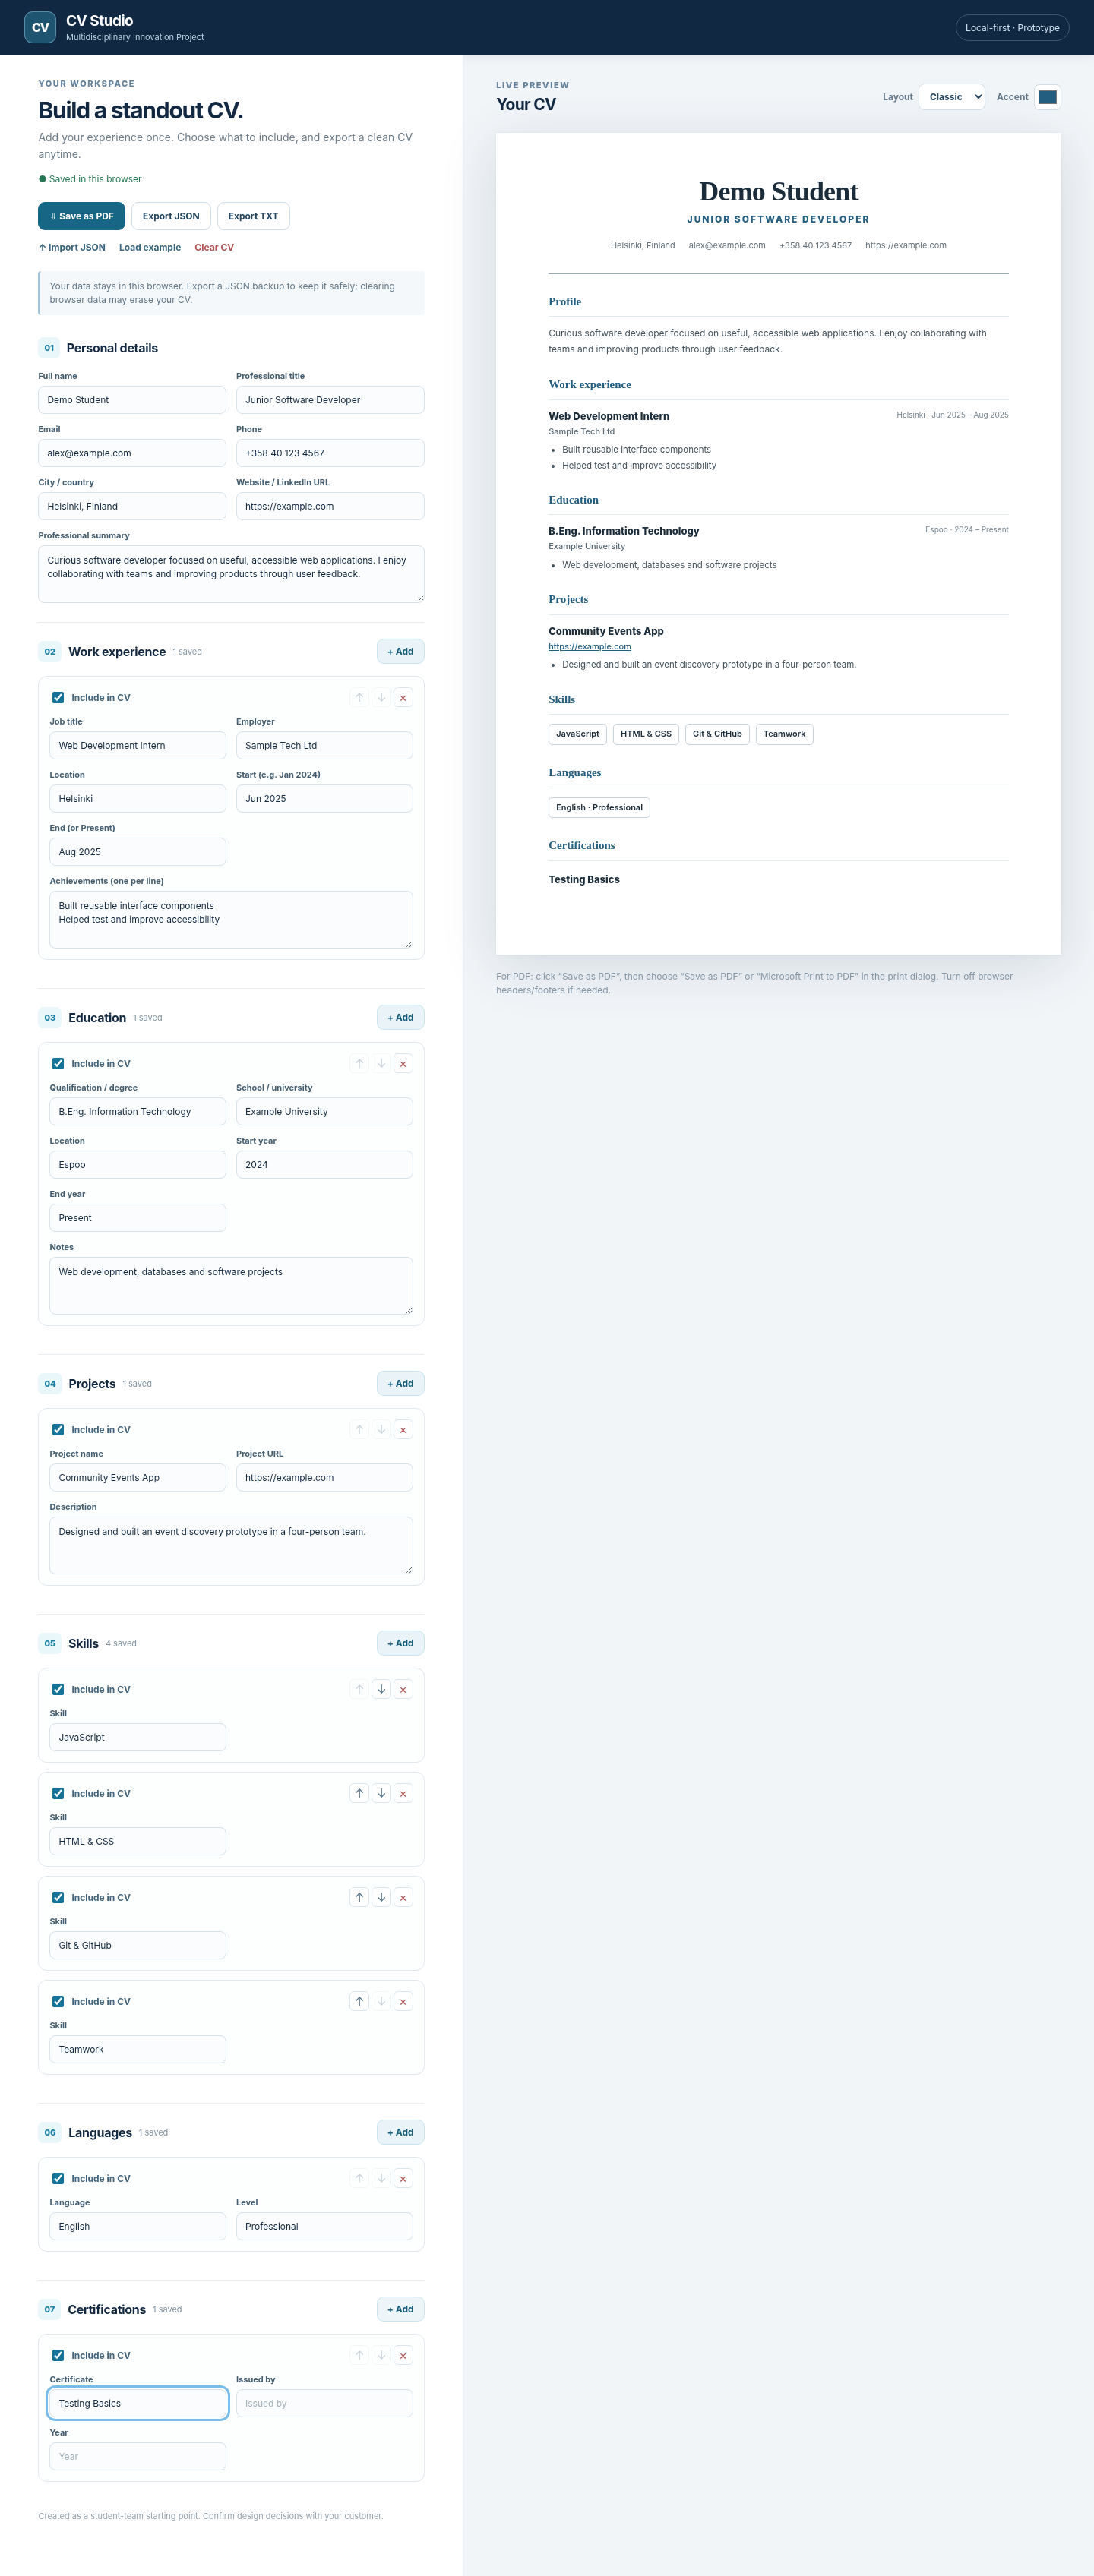 CV
CV Studio
Multidisciplinary Innovation Project
Local-first · Prototype
YOUR WORKSPACE
Build a standout CV.
Add your experience once. Choose what to include, and export a clean CV
anytime.
● Saved in this browser
⇩ Save as PDF
Export JSON
Export TXT
↑ Import JSON
Load example
Clear CV
Your data stays in this browser. Export a JSON backup to keep it safely; clearing
browser data may erase your CV.
01 Personal details
Full name
Professional title
Demo Student
Junior Software Developer
Email
Phone
alex@example.com
+358 40 123 4567
City / country
Website / LinkedIn URL
Helsinki, Finland
https://example.com
Professional summary
Curious software developer focused on useful, accessible web applications. I enjoy
collaborating with teams and improving products through user feedback.
02 Work experience 1 saved
+ Add
Include in CV
↑ ↓ ×
Job title
Employer
Web Development Intern
Sample Tech Ltd
Location
Start (e.g. Jan 2024)
Helsinki
Jun 2025
End (or Present)
Aug 2025
Achievements (one per line)
Built reusable interface components
Helped test and improve accessibility
03 Education 1 saved
+ Add
Include in CV
↑ ↓ ×
Qualification / degree
School / university
B.Eng. Information Technology
Example University
Location
Start year
Espoo
2024
End year
Present
Notes
Web development, databases and software projects
04 Projects 1 saved
+ Add
Include in CV
↑ ↓ ×
Project name
Project URL
Community Events App
https://example.com
Description
Designed and built an event discovery prototype in a four-person team.
05 Skills 4 saved
+ Add
Include in CV
↑ ↓ ×
Skill
JavaScript
Include in CV
↑ ↓ ×
Skill
HTML & CSS
Include in CV
↑ ↓ ×
Skill
Git & GitHub
Include in CV
↑ ↓ ×
Skill
Teamwork
06 Languages 1 saved
+ Add
Include in CV
↑ ↓ ×
Language
Level
English
Professional
07 Certifications 1 saved
+ Add
Include in CV
↑ ↓ ×
Certificate
Issued by
Testing Basics
Issued by
Year
Year
Created as a student-team starting point. Confirm design decisions with your customer.
LIVE PREVIEW
Your CV
Layout
Classic
Accent
Demo Student
JUNIOR SOFTWARE DEVELOPER
Helsinki, Finland alex@example.com +358 40 123 4567 https://example.com
Profile
Curious software developer focused on useful, accessible web applications. I enjoy collaborating with
teams and improving products through user feedback.
Work experience
Web Development Intern
Helsinki · Jun 2025 – Aug 2025
Sample Tech Ltd
• Built reusable interface components
• Helped test and improve accessibility
Education
B.Eng. Information Technology
Espoo · 2024 – Present
Example University
• Web development, databases and software projects
Projects
Community Events App
https://example.com
• Designed and built an event discovery prototype in a four-person team.
Skills
JavaScript
HTML & CSS
Git & GitHub
Teamwork
Languages
English · Professional
Certifications
Testing Basics
For PDF: click “Save as PDF”, then choose “Save as PDF” or “Microsoft Print to PDF” in the print dialog. Turn off browser
headers/footers if needed.